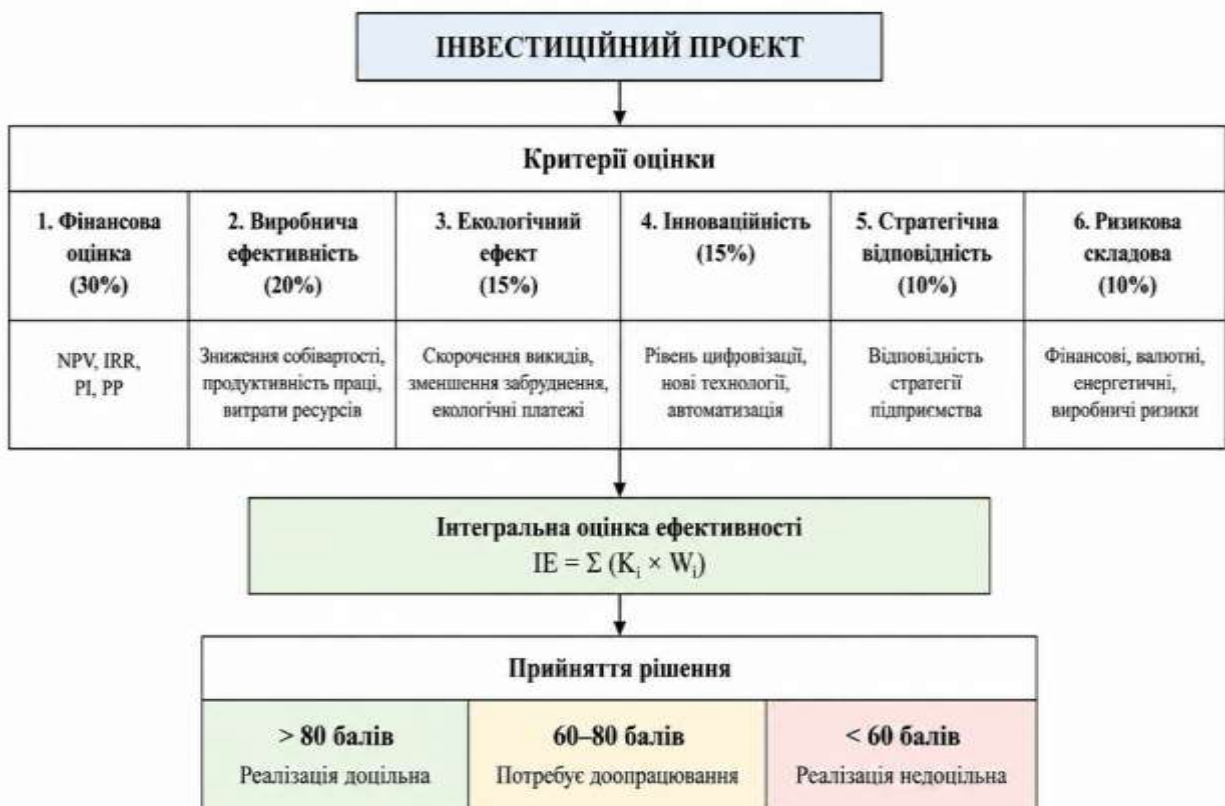 ІНВЕСТИЦІЙНИЙ ПРОЕКТ
Критерії оцінки
1. Фінансова
оцінка
(30%)
2. Виробнича
ефективність
(20%)
3. Екологічний
ефект
(15%)
4. Інноваційність
(15%)
5. Стратегічна
відповідність
(10%)
6. Ризикова
складова
(10%)
NPV, IRR,
PI, PP
Зниження собівартості,
продуктивність праці,
витрати ресурсів
Скорочення викидів,
зменшення забруднення,
екологічні платежі
Рівень цифровізації,
нові технології,
автоматизація
Відповідність
стратегії
підприємства
Фінансові, валютні,
енергетичні,
виробничі ризики
Інтегральна оцінка ефективності
IE = Σ (Kᵢ × Wᵢ)
Прийняття рішення
> 80 балів
Реалізація доцільна
60–80 балів
Потребує доопрацювання
< 60 балів
Реалізація недоцільна